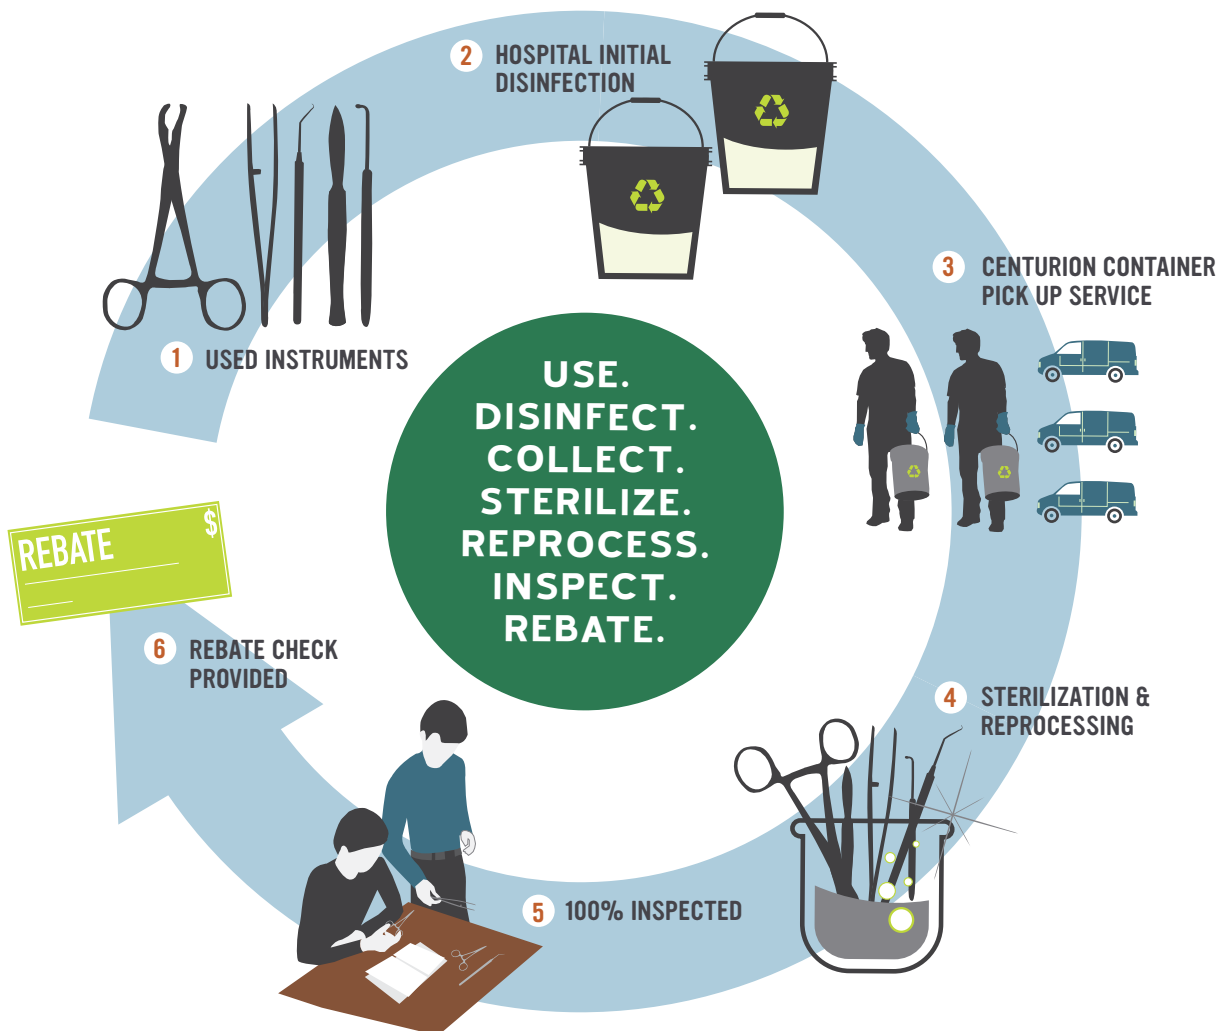 2 HOSPITAL INITIAL
DISINFECTION
3 CENTURION CONTAINER
PICK UP SERVICE
1 USED INSTRUMENTS
USE.
DISINFECT.
COLLECT.
STERILIZE.
REPROCESS.
INSPECT.
REBATE.
REBATE $
6 REBATE CHECK
PROVIDED
4 STERILIZATION &
REPROCESSING
5 100% INSPECTED